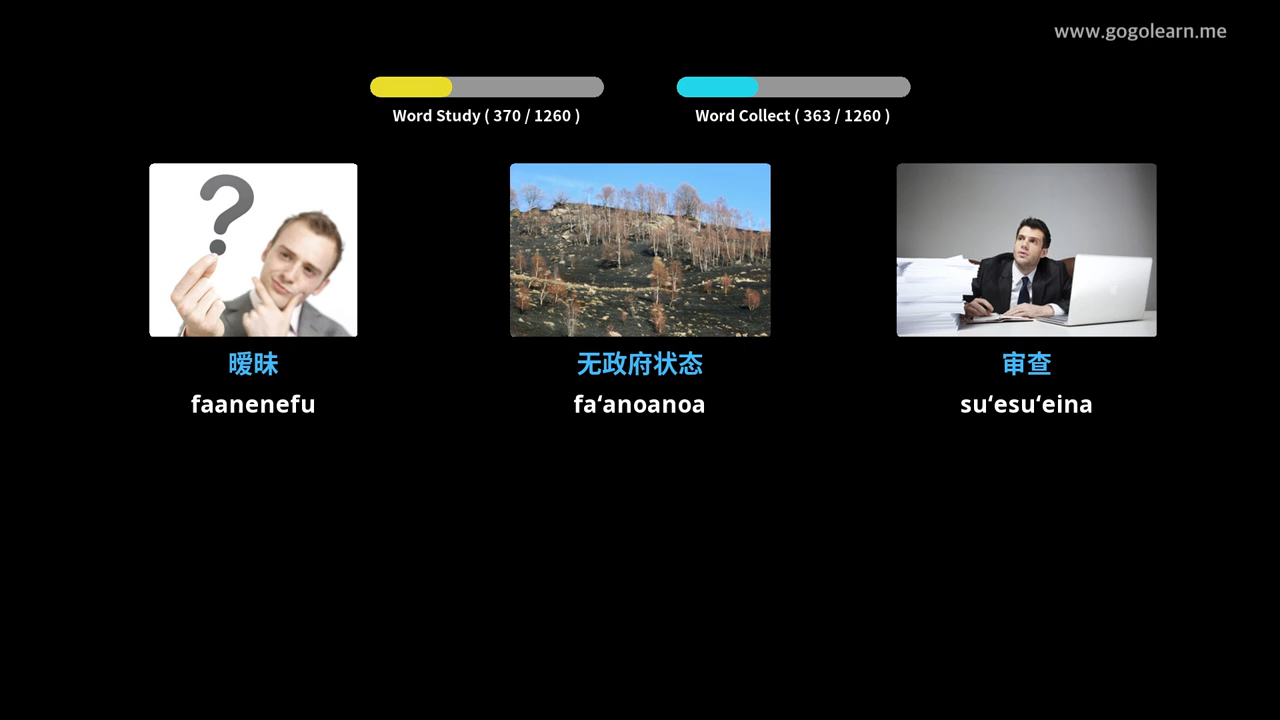 www.gogolearn.me
Word Study ( 370 / 1260 )
Word Collect ( 363 / 1260 )
暧昧
faanenefu
无政府状态
fa‘anoanoa
审查
su‘esu‘eina